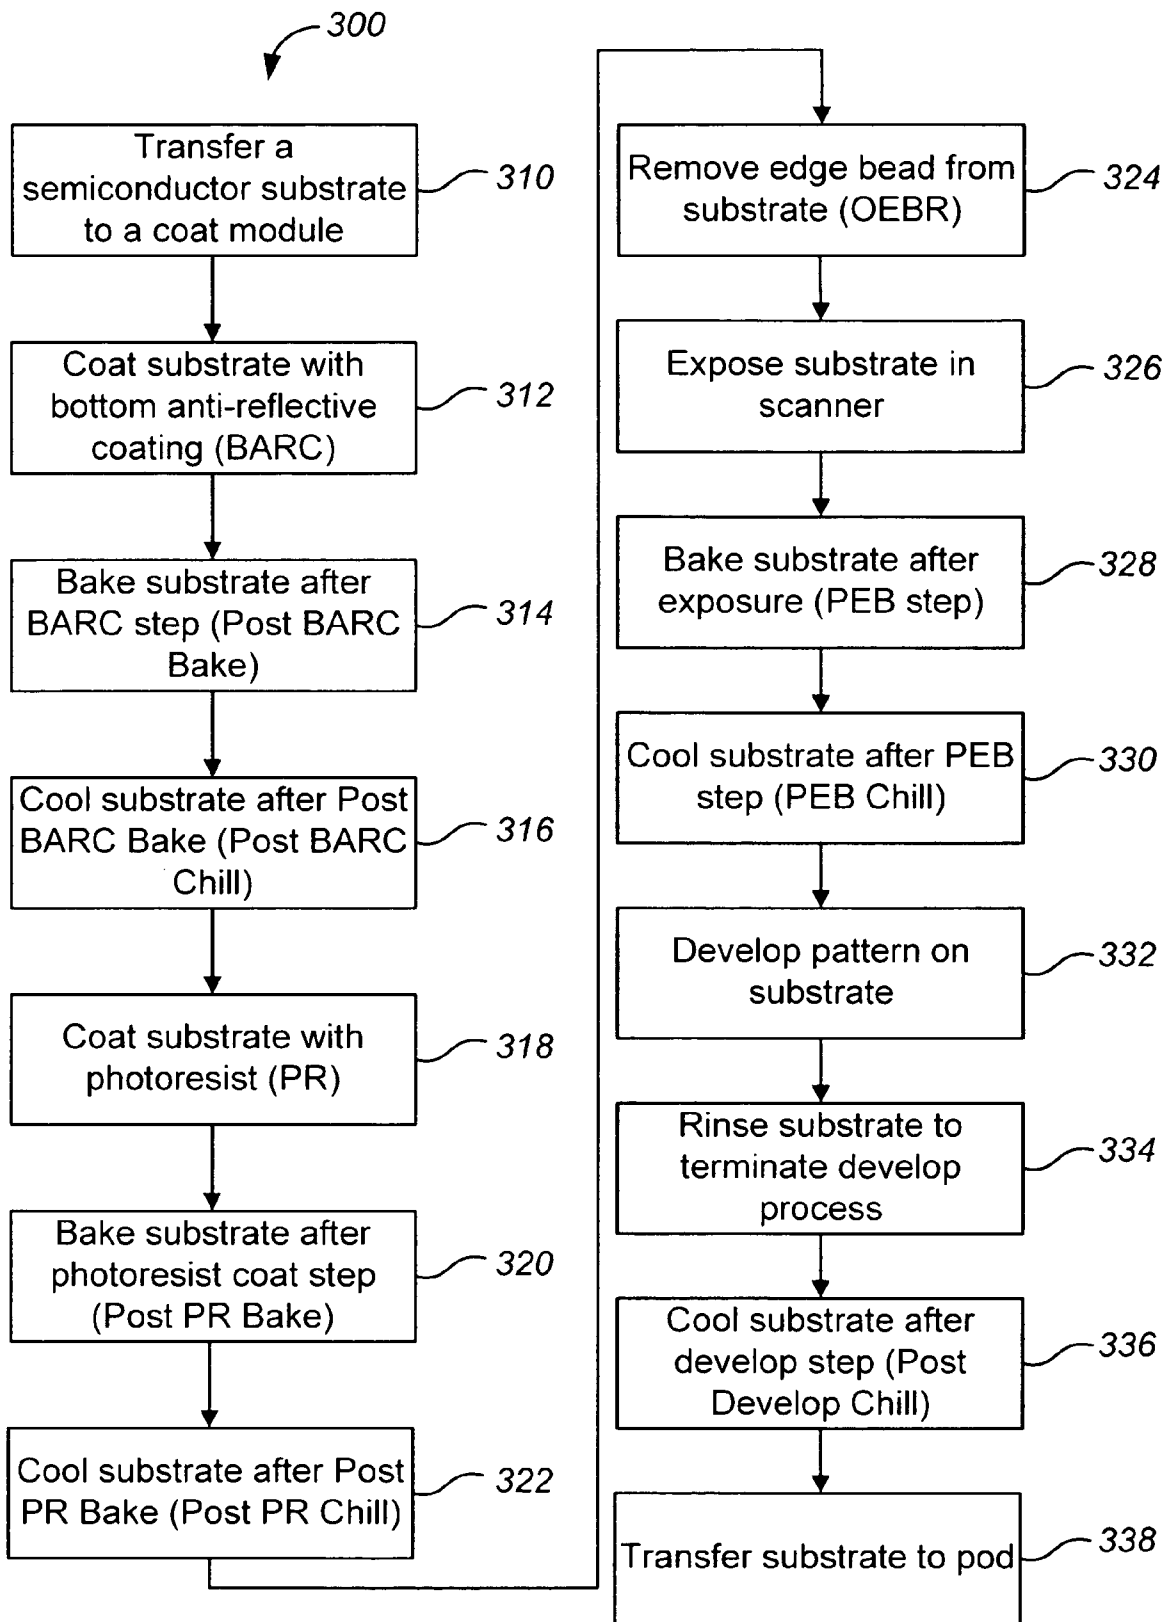 300
Transfer a
semiconductor substrate
to a coat module
310
Coat substrate with
bottom anti-reflective
coating (BARC)
312
Bake substrate after
BARC step (Post BARC
Bake)
314
Cool substrate after Post
BARC Bake (Post BARC
Chill)
316
Coat substrate with
photoresist (PR)
318
Bake substrate after
photoresist coat step
(Post PR Bake)
320
Cool substrate after Post
PR Bake (Post PR Chill)
322
Remove edge bead from
substrate (OEBR)
324
Expose substrate in
scanner
326
Bake substrate after
exposure (PEB step)
328
Cool substrate after PEB
step (PEB Chill)
330
Develop pattern on
substrate
332
Rinse substrate to
terminate develop
process
334
Cool substrate after
develop step (Post
Develop Chill)
336
Transfer substrate to pod
338